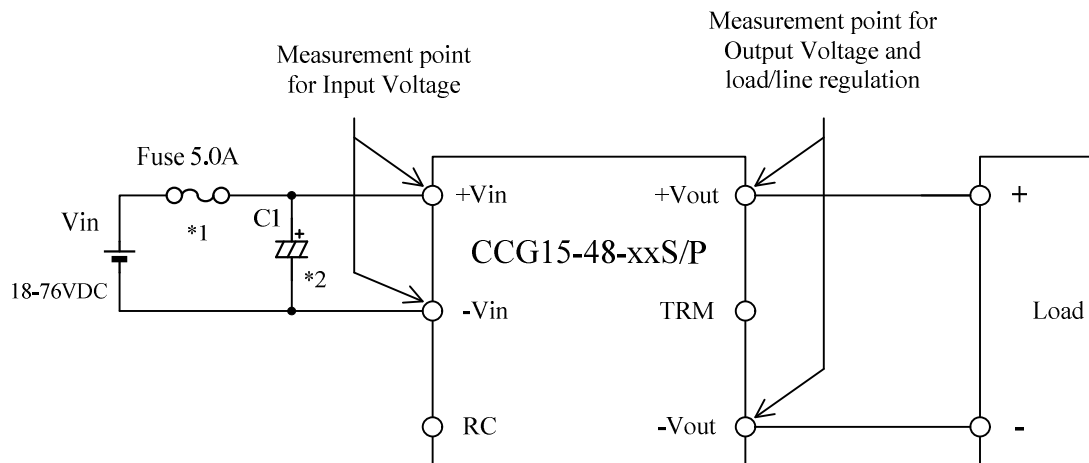 Measurement point
for Input Voltage
Measurement point for
Output Voltage and
load/line regulation
Fuse 5.0A
*1
Vin
18-76VDC
C1
+
*2
+Vin
-Vin
RC
CCG15-48-xxS/P
+Vout
TRM
-Vout
+
Load
-